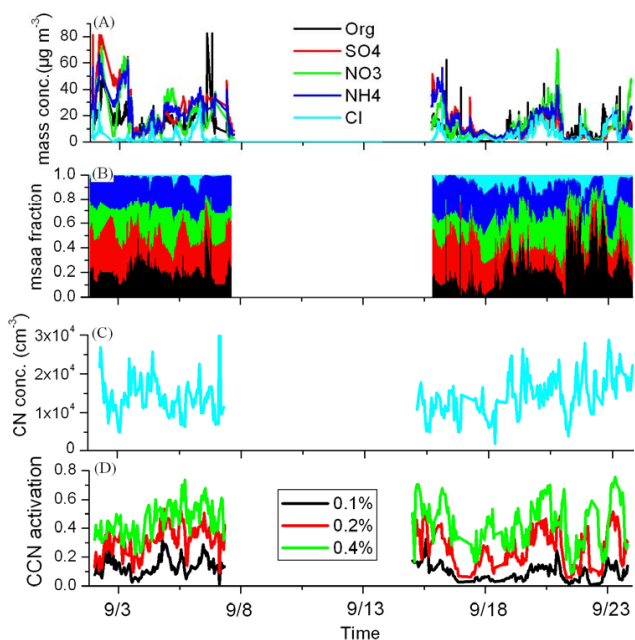 (A)
mass conc.(μg m⁻³)
80
60
40
20
0
Org
SO4
NO3
NH4
Cl
(B)
msaa fraction
1.0
0.8
0.6
0.4
0.2
0.0
(C)
CN conc. (cm⁻³)
3x10⁴
2x10⁴
1x10⁴
0
(D)
CCN activation
0.8
0.6
0.4
0.2
0.0
0.1%
0.2%
0.4%
9/3 9/8 9/13 9/18 9/23
Time